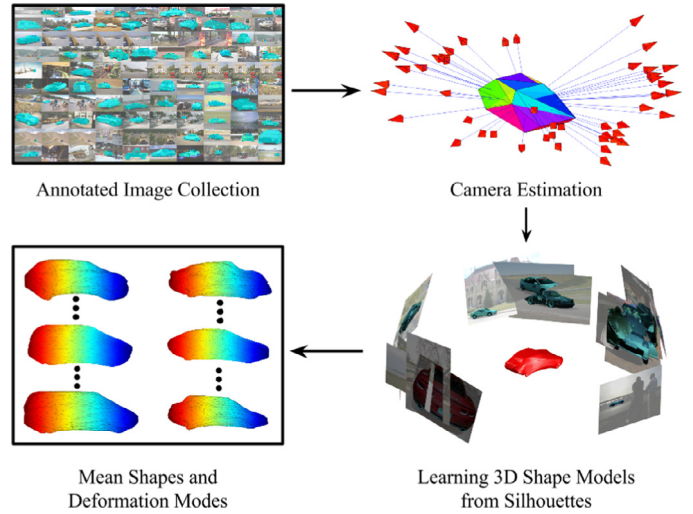 Annotated Image Collection
Camera Estimation
Mean Shapes and
Deformation Modes
Learning 3D Shape Models
from Silhouettes